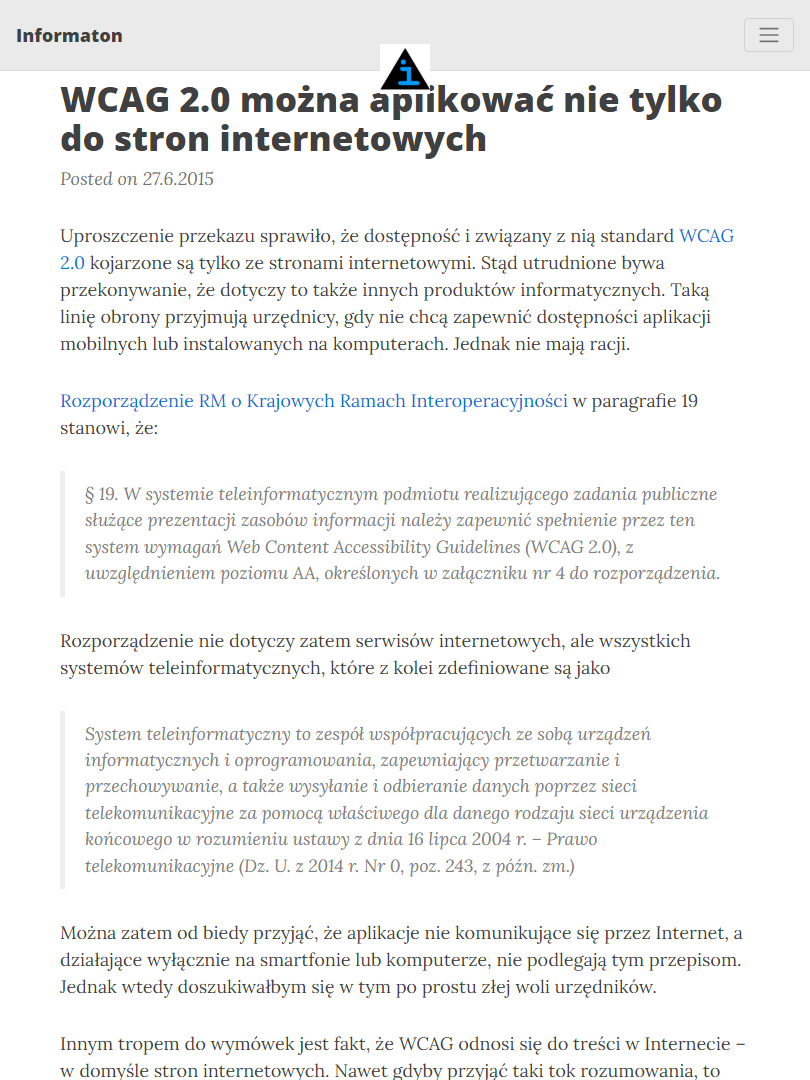 Informaton
WCAG 2.0 można aplikować nie tylko
do stron internetowych
Posted on 27.6.2015
Uproszczenie przekazu sprawiło, że dostępność i związany z nią standard WCAG
2.0 kojarzone są tylko ze stronami internetowymi. Stąd utrudnione bywa
przekonywanie, że dotyczy to także innych produktów informatycznych. Taką
linię obrony przyjmują urzędnicy, gdy nie chcą zapewnić dostępności aplikacji
mobilnych lub instalowanych na komputerach. Jednak nie mają racji.
Rozporządzenie RM o Krajowych Ramach Interoperacyjności w paragrafie 19
stanowi, że:
§ 19. W systemie teleinformatycznym podmiotu realizującego zadania publiczne
służące prezentacji zasobów informacji należy zapewnić spełnienie przez ten
system wymagań Web Content Accessibility Guidelines (WCAG 2.0), z
uwzględnieniem poziomu AA, określonych w załączniku nr 4 do rozporządzenia.
Rozporządzenie nie dotyczy zatem serwisów internetowych, ale wszystkich
systemów teleinformatycznych, które z kolei zdefiniowane są jako
System teleinformatyczny to zespół współpracujących ze sobą urządzeń
informatycznych i oprogramowania, zapewniający przetwarzanie i
przechowywanie, a także wysyłanie i odbieranie danych poprzez sieci
telekomunikacyjne za pomocą właściwego dla danego rodzaju sieci urządzenia
końcowego w rozumieniu ustawy z dnia 16 lipca 2004 r. – Prawo
telekomunikacyjne (Dz. U. z 2014 r. Nr 0, poz. 243, z późn. zm.)
Można zatem od biedy przyjąć, że aplikacje nie komunikujące się przez Internet, a
działające wyłącznie na smartfonie lub komputerze, nie podlegają tym przepisom.
Jednak wtedy doszukiwałbym się w tym po prostu złej woli urzędników.
Innym tropem do wymówek jest fakt, że WCAG odnosi się do treści w Internecie –
w domyśle stron internetowych. Nawet gdyby przyjąć taki tok rozumowania, to